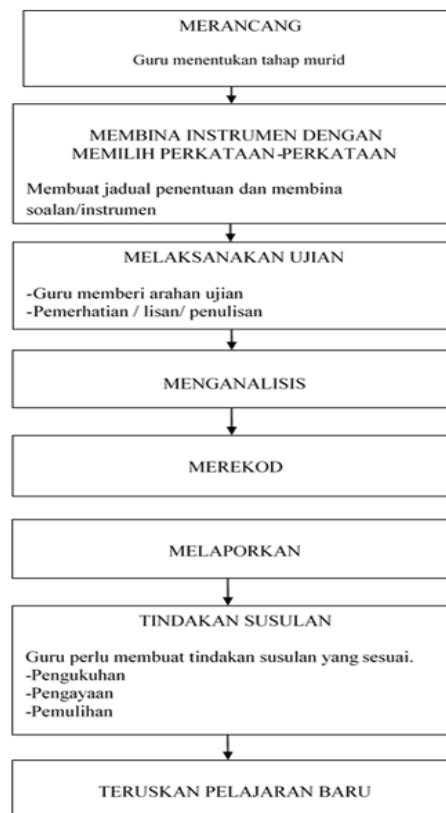 MERANCANG
Guru menentukan tahap murid
MEMBINA INSTRUMEN DENGAN
MEMILIH PERKATAAN-PERKATAAN
Membuat jadual penentuan dan membina
soalan/instrumen
MELAKSANAKAN UJIAN
-Guru memberi arahan ujian
-Pemerhatian / lisan/ penulisan
MENGANALISIS
MEREKOD
MELAPORKAN
TINDAKAN SUSULAN
Guru perlu membuat tindakan susulan yang sesuai.
-Pengukuhan
-Pengayaan
-Pemulihan
TERUSKAN PELAJARAN BARU